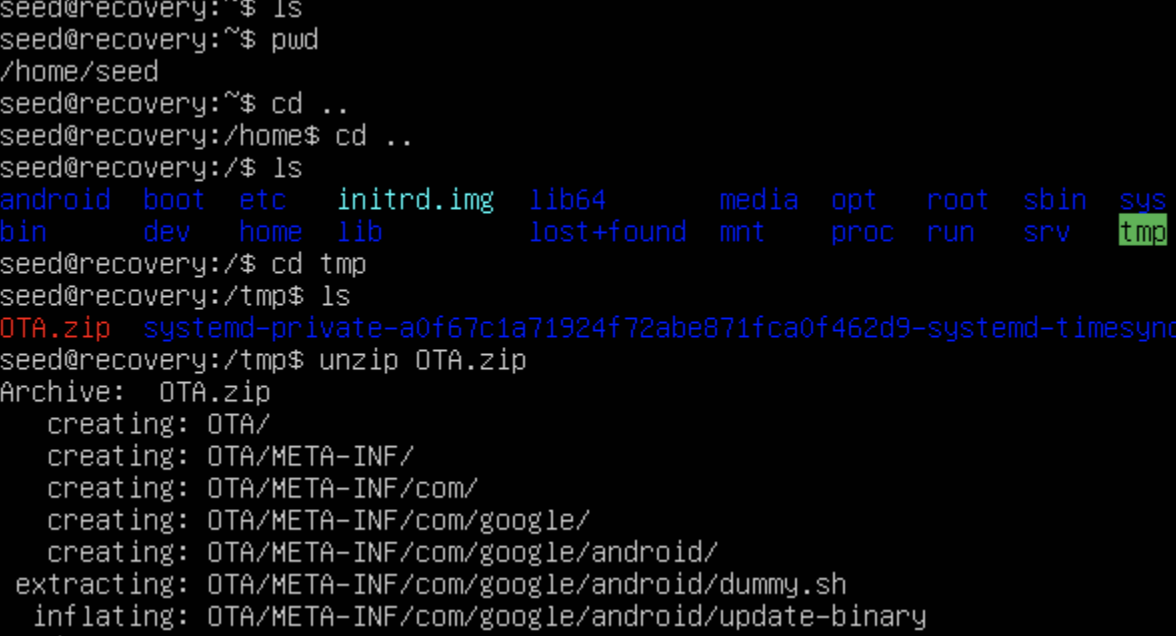 seed@recovery:~$ ls
seed@recovery:~$ pwd
/home/seed
seed@recovery:~$ cd ..
seed@recovery:/home$ cd ..
seed@recovery:/$ ls
android boot etc initrd.img lib64 media opt root sbin sys
bin dev home lib lost+found mnt proc run srv tmp
seed@recovery:/$ cd tmp
seed@recovery:/tmp$ ls
OTA.zip systemd-private-a0f67c1a71924f72abe871fca0f462d9-systemd-timesync
seed@recovery:/tmp$ unzip OTA.zip
Archive: OTA.zip
creating: OTA/
creating: OTA/META-INF/
creating: OTA/META-INF/com/
creating: OTA/META-INF/com/google/
creating: OTA/META-INF/com/google/android/
extracting: OTA/META-INF/com/google/android/dummy.sh
inflating: OTA/META-INF/com/google/android/update-binary